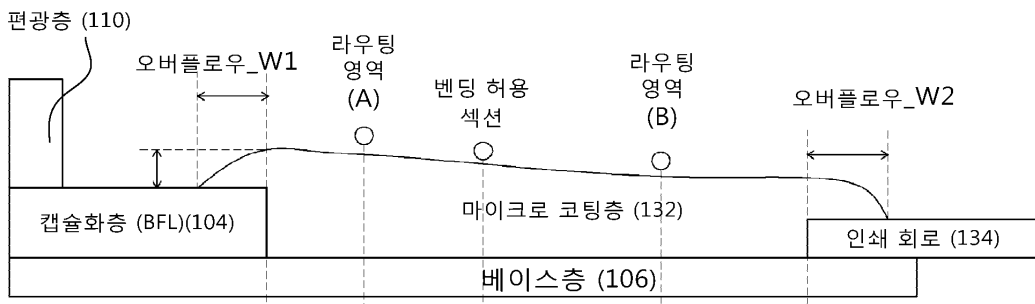 편광층 (110)
오버플로우_W1
라우팅
영역
(A)
벤딩 허용
섹션
라우팅
영역
(B)
오버플로우_W2
캡슐화층 (BFL)(104)
마이크로 코팅층 (132)
인쇄 회로 (134)
베이스층 (106)